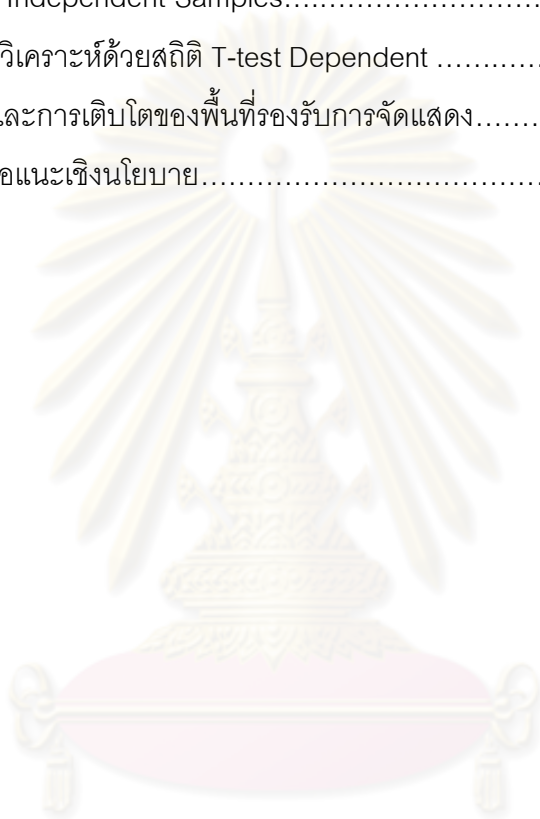 Independent Samples….……………………
วิเคราะห์ด้วยสถิติ T-test Dependent …….…
และการเติบโตของพื้นที่รองรับการจัดแสดง………
อแนะเชิงนโยบาย…………………………………